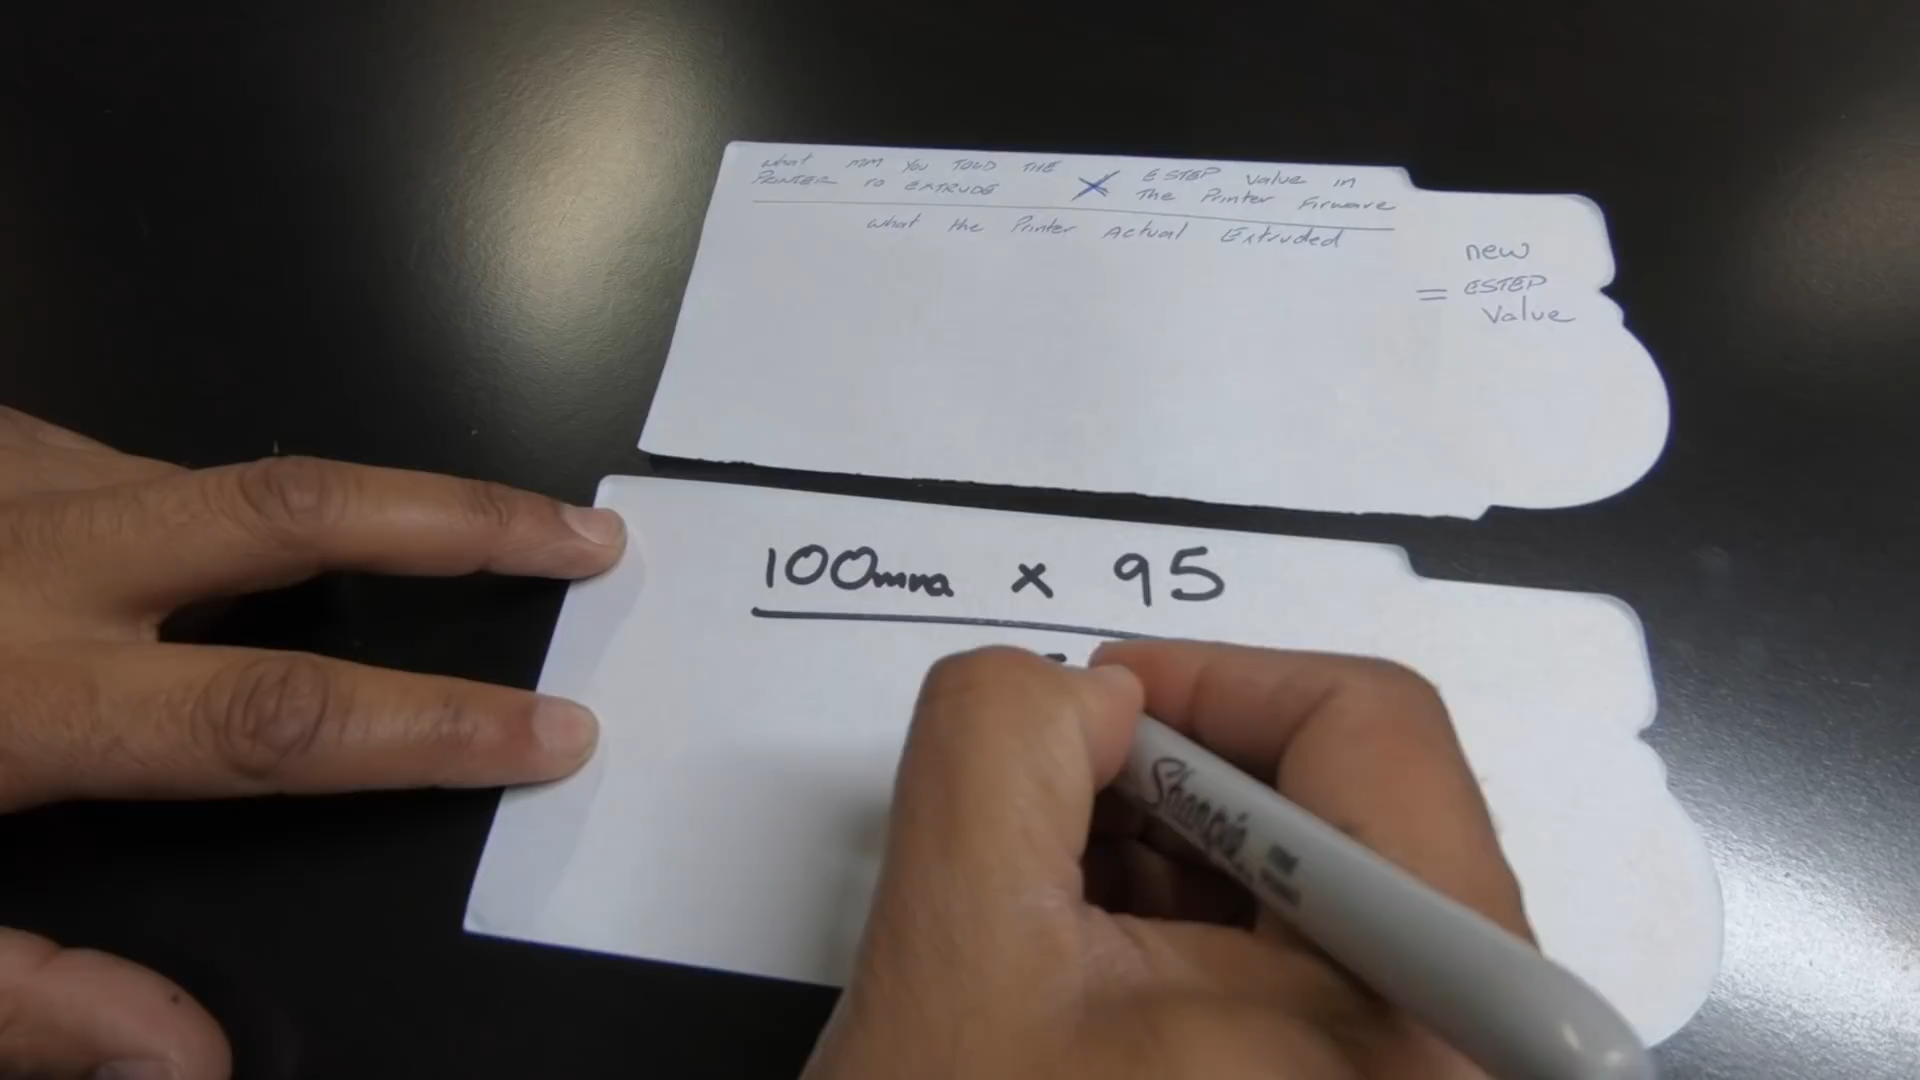 what mm you TOLD THE
PRINTER TO EXTRUDE
X
ESTEP Value in
The Printer Firware
what the Printer Actual Extruded
=
new
ESTEP
Value
100mm x 95
Sharpie